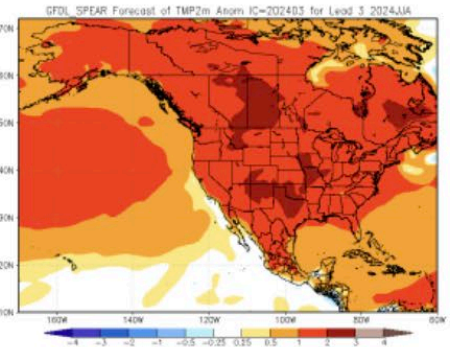 GFDL_SPEAR Forecast of TMP2m Anom IC=202403 for Lead 3 2024JJA
70N
60N
50N
40N
30N
20N
10N
160W 140W 120W 100W 80W 60W
-4 -3 -2 -1 -0.5 -0.25 0.25 0.5 1 2 3 4